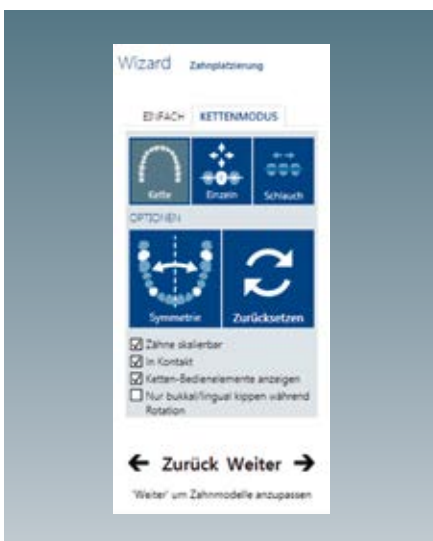 Wizard Zahnplatzierung
EINFACH KETTENMODUS
Kette Einzeln Schlauch
OPTIONEN
Symmetrie Zurücksetzen
Zähne skalierbar
In Kontakt
Ketten-Bedienelemente anzeigen
Nur bukkal/lingual kippen während
Rotation
Zurück Weiter
'Weiter' um Zahnmodelle anzupassen